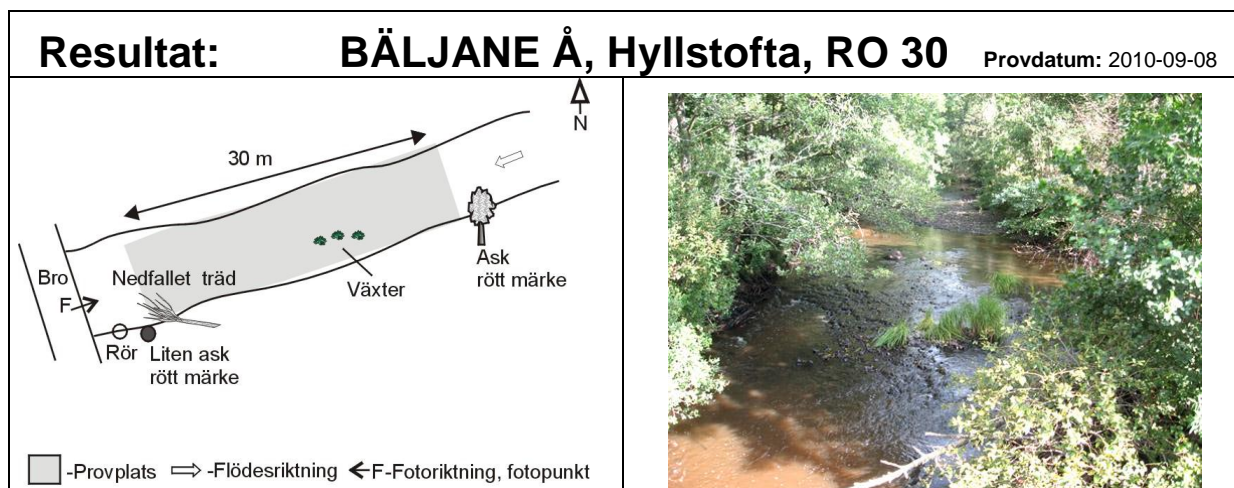 Resultat: BÄLJANE Å, Hyllstofta, RO 30 Provdatum: 2010-09-08
N
30 m
Bro
F
Nedfallet träd
Växter
Ask
rött märke
Rör
Liten ask
rött märke
-Provplats -Flödesriktning F-Fotoriktning, fotopunkt